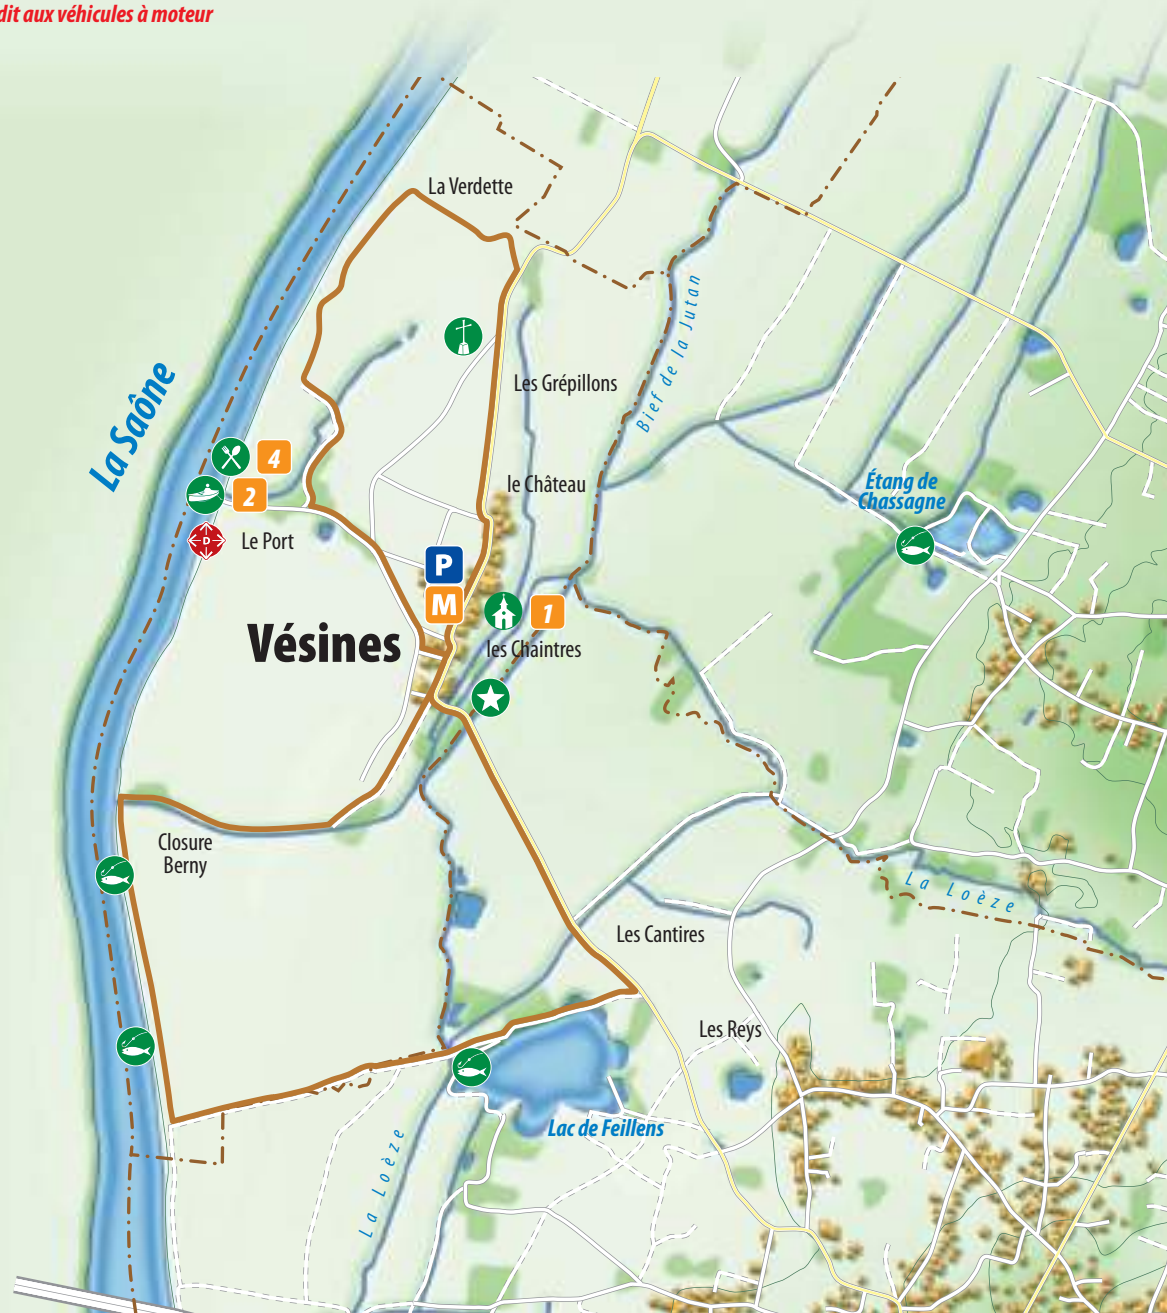 dit aux véhicules à moteur
La Verdette
Bief de la Jutan
La Saône
Les Grépillons
4
le Château
2
Étang de
Chassagne
D
Le Port
P
M
1
Vésines
les Chaintres
Closure
Berny
La Loèze
Les Cantires
Les Reys
Lac de Feillens
La Loèze